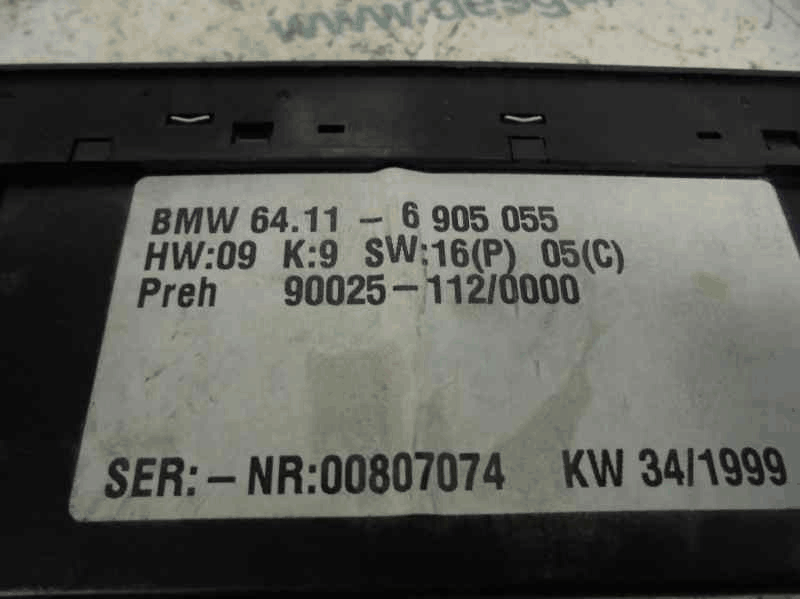 BMW 64.11 - 6 905 055
HW:09 K:9 SW:16(P) 05(C)
Preh 90025-112/0000
SER:-NR:00807074 KW 34/1999